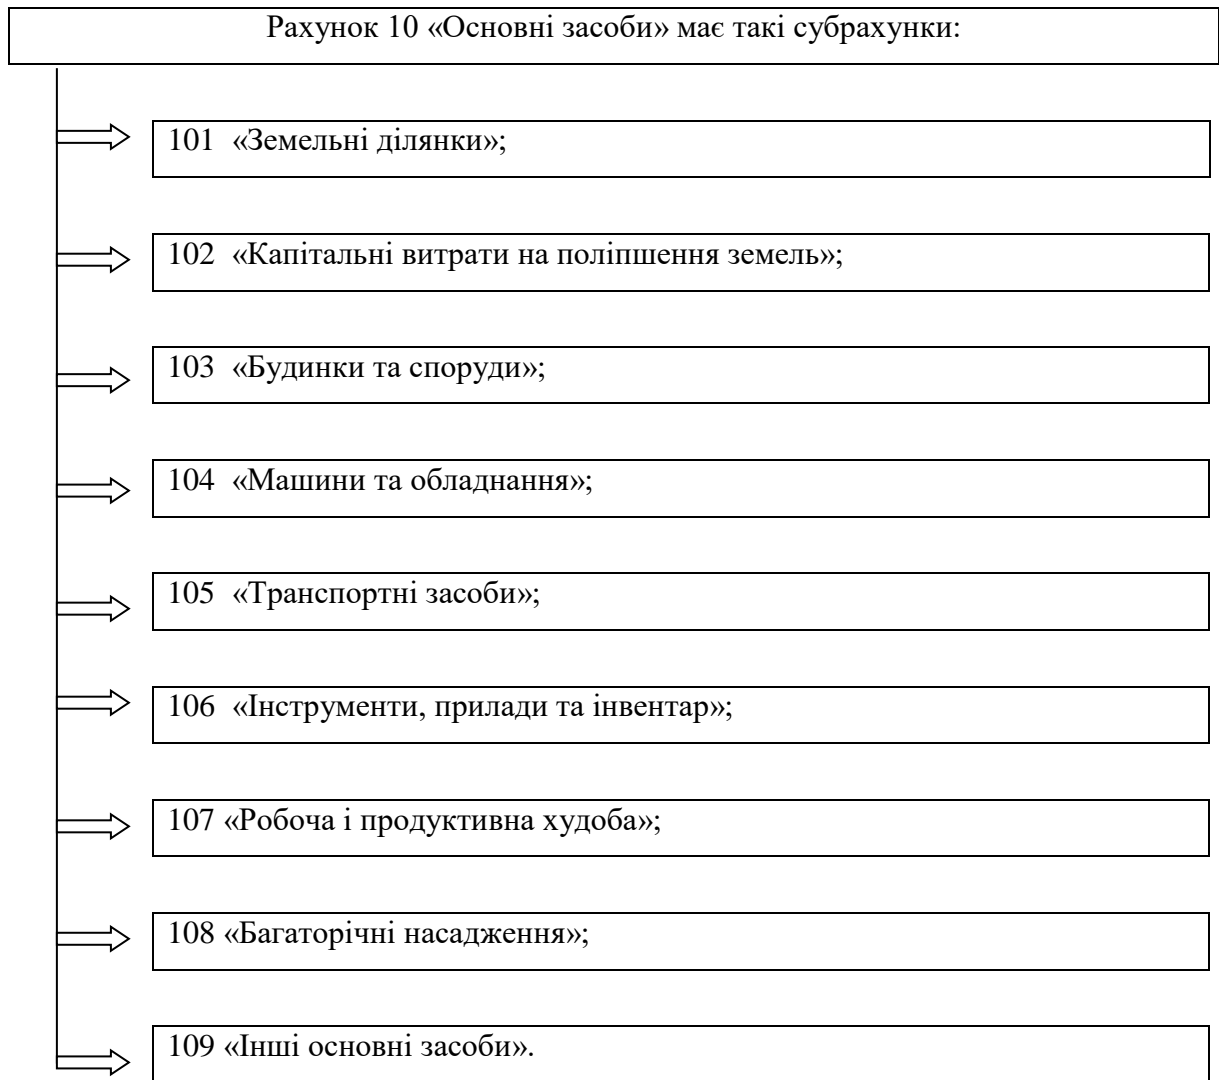 Рахунок 10 «Основні засоби» має такі субрахунки:
101 «Земельні ділянки»;
102 «Капітальні витрати на поліпшення земель»;
103 «Будинки та споруди»;
104 «Машини та обладнання»;
105 «Транспортні засоби»;
106 «Інструменти, прилади та інвентар»;
107 «Робоча і продуктивна худоба»;
108 «Багаторічні насадження»;
109 «Інші основні засоби».